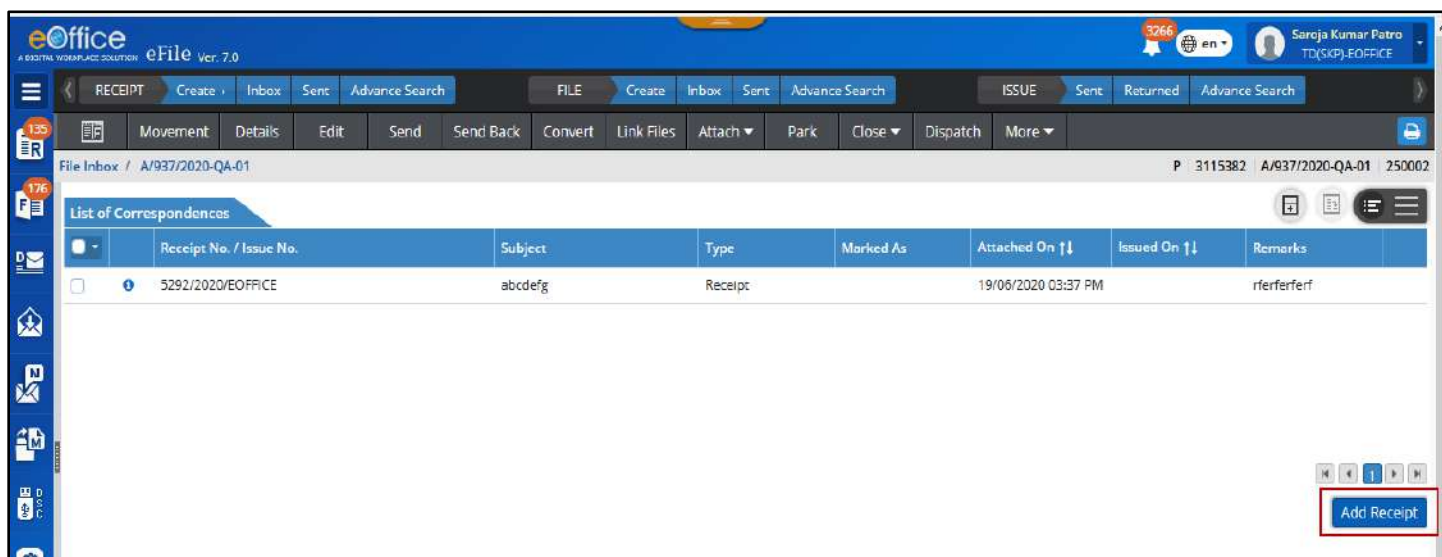 eOffice
A DIGITAL WORKPLACE SOLUTION eFile Ver. 7.0
3266 en Saroja Kumar Patro
TD(SKP)-EOFFICE
RECEIPT Create Inbox Sent Advance Search FILE Create Inbox Sent Advance Search ISSUE Sent Returned Advance Search
135 R
Movement Details Edit Send Send Back Convert Link Files Attach Park Close Dispatch More
File Inbox / A/937/2020-QA-01 P 3115382 A/937/2020-QA-01 250002
176 F
List of Correspondences
Receipt No. / Issue No. Subject Type Marked As Attached On Issued On Remarks
D
5292/2020/EOFFICE abcdefg Receipt 19/06/2020 03:37 PM rferferferf
N
M
1
DSC
Add Receipt